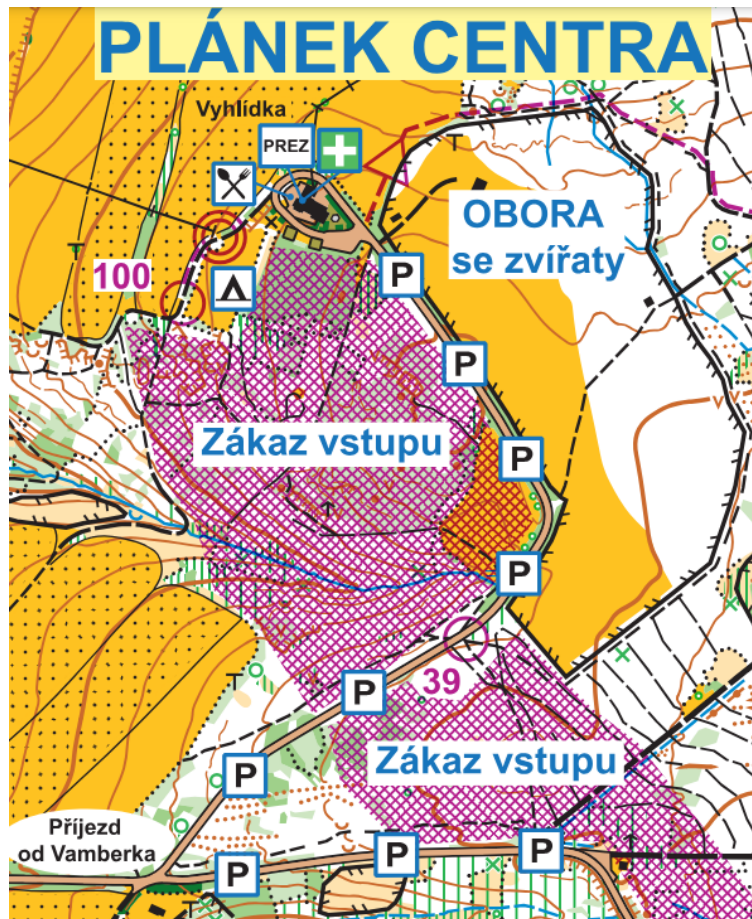 PLÁNEK CENTRA
Vyhlídka
PREZ
OBORA
se zvířaty
100
P
P
Zákaz vstupu
P
P
39
P
Zákaz vstupu
P
Příjezd
od Vamberka
P
P
P